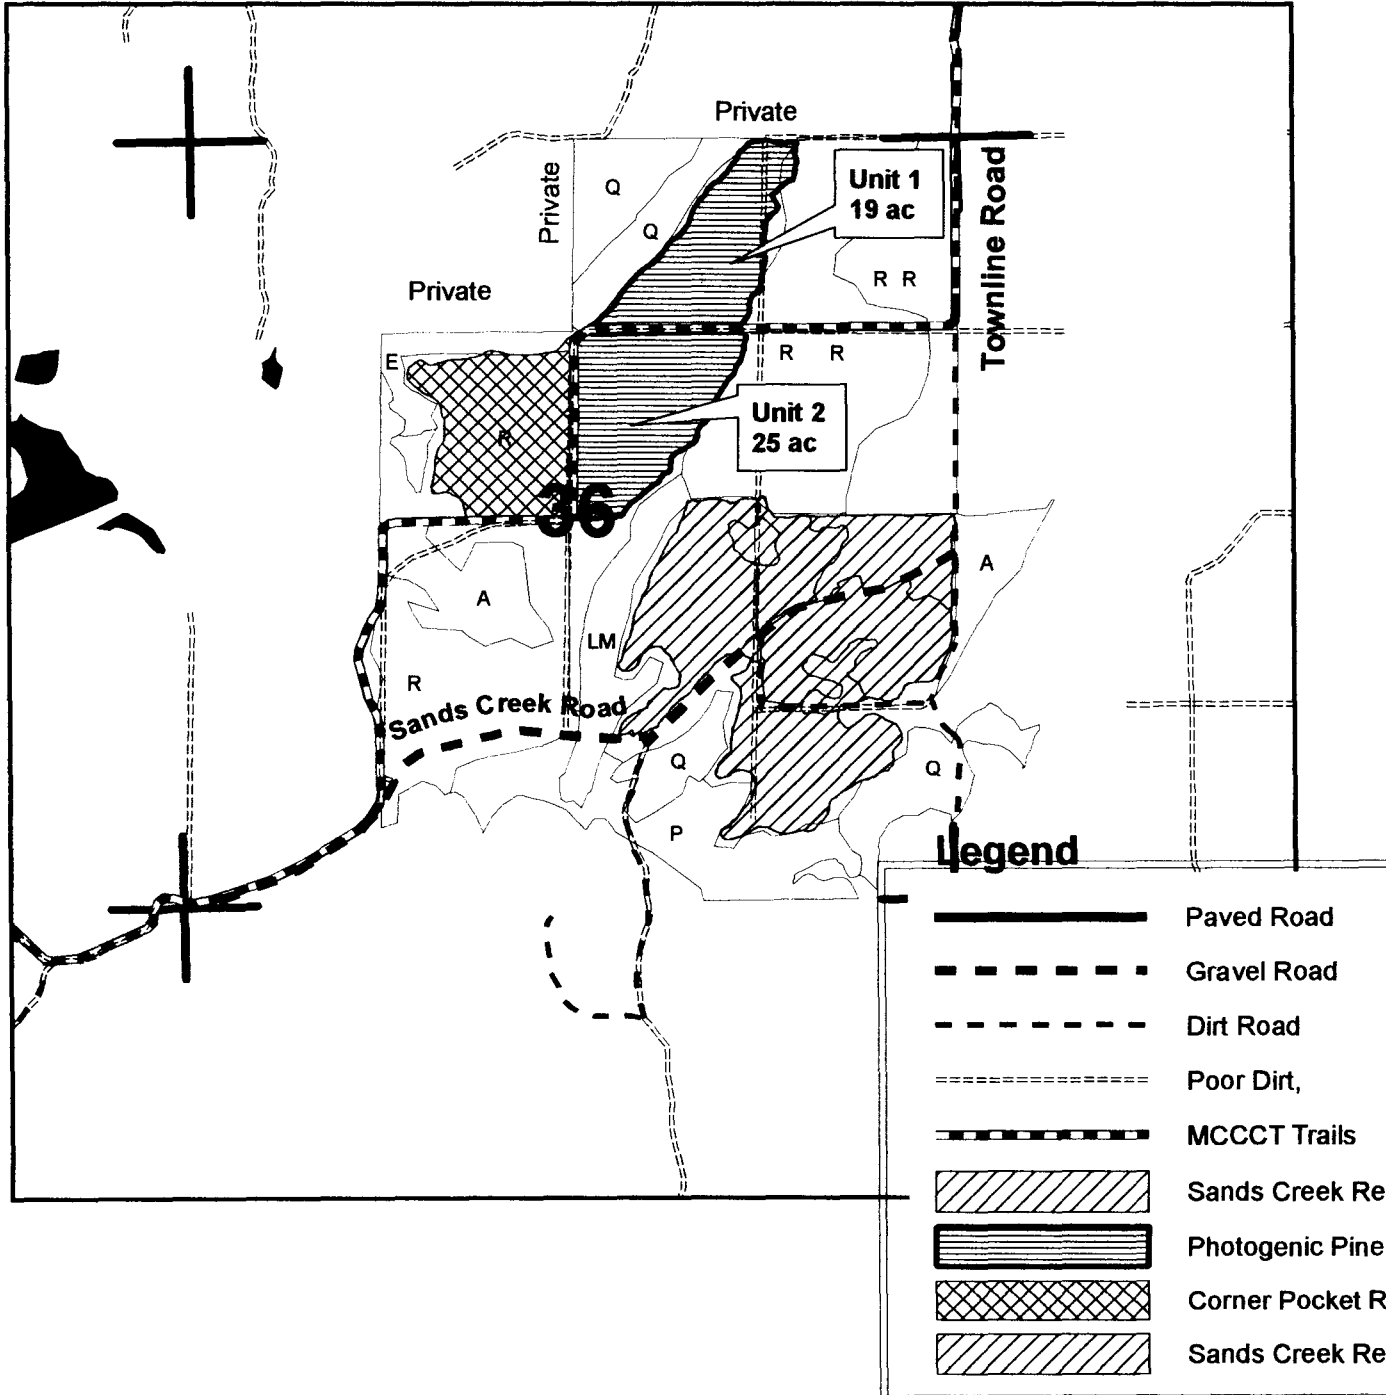 Private
Private
Q
Q
Unit 1
19 ac
Townline Road
R R
Private
E
R R
R
Unit 2
25 ac
36
A
A
LM
R
Sands Creek Road
Q
Q
P
Legend
Paved Road
Gravel Road
Dirt Road
Poor Dirt,
MCCCT Trails
Sands Creek Re
Photogenic Pine
Corner Pocket R
Sands Creek Re